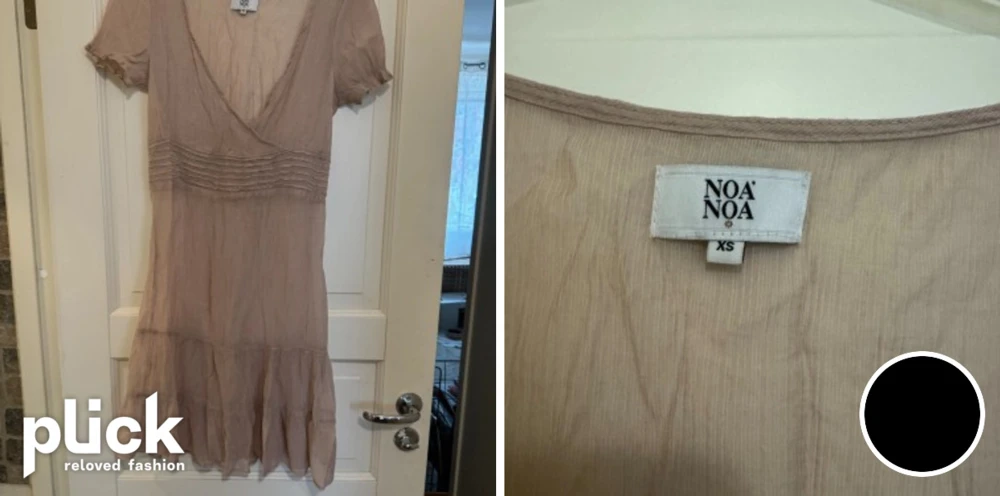 plick
reloved fashion
NOA
NOA
XS